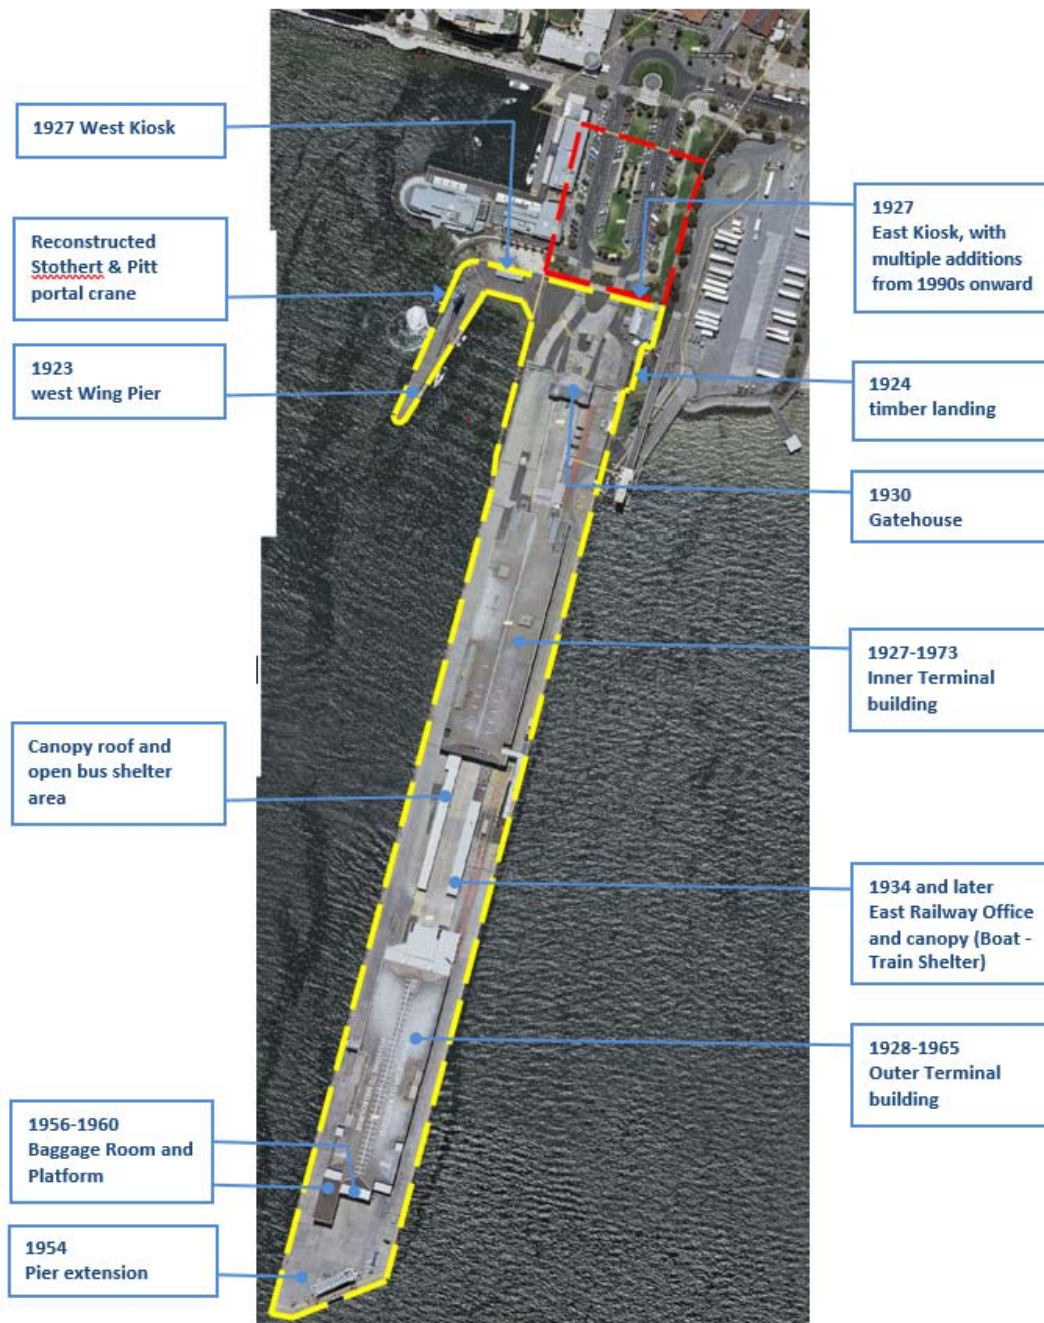 1927 West Kiosk
Reconstructed
Stothert & Pitt
portal crane
1923
west Wing Pier
Canopy roof and
open bus shelter
area
1956-1960
Baggage Room and
Platform
1954
Pier extension
1927
East Kiosk, with
multiple additions
from 1990s onward
1924
timber landing
1930
Gatehouse
1927-1973
Inner Terminal
building
1934 and later
East Railway Office
and canopy (Boat -
Train Shelter)
1928-1965
Outer Terminal
building